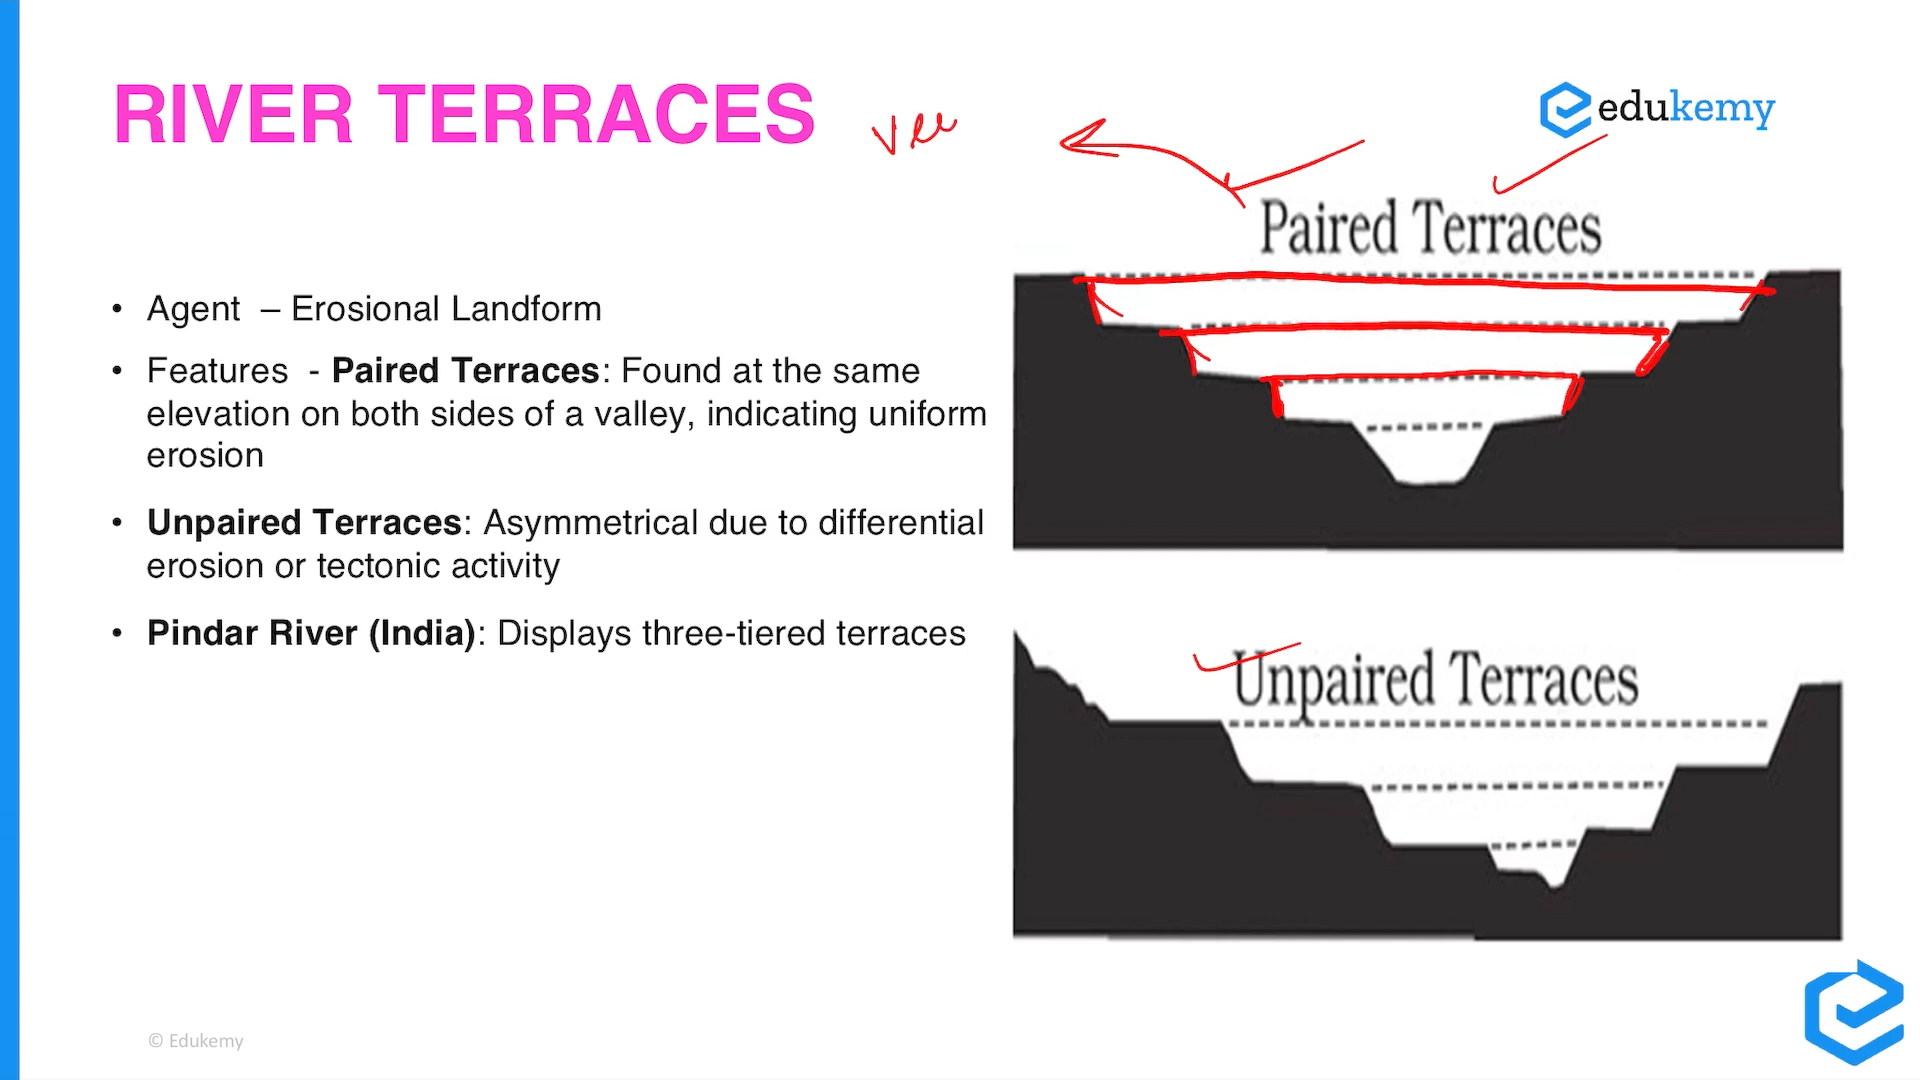 RIVER TERRACES
edukemy
Paired Terraces
• Agent – Erosional Landform
• Features - Paired Terraces: Found at the same
elevation on both sides of a valley, indicating uniform
erosion
• Unpaired Terraces: Asymmetrical due to differential
erosion or tectonic activity
• Pindar River (India): Displays three-tiered terraces
Unpaired Terraces
© Edukemy